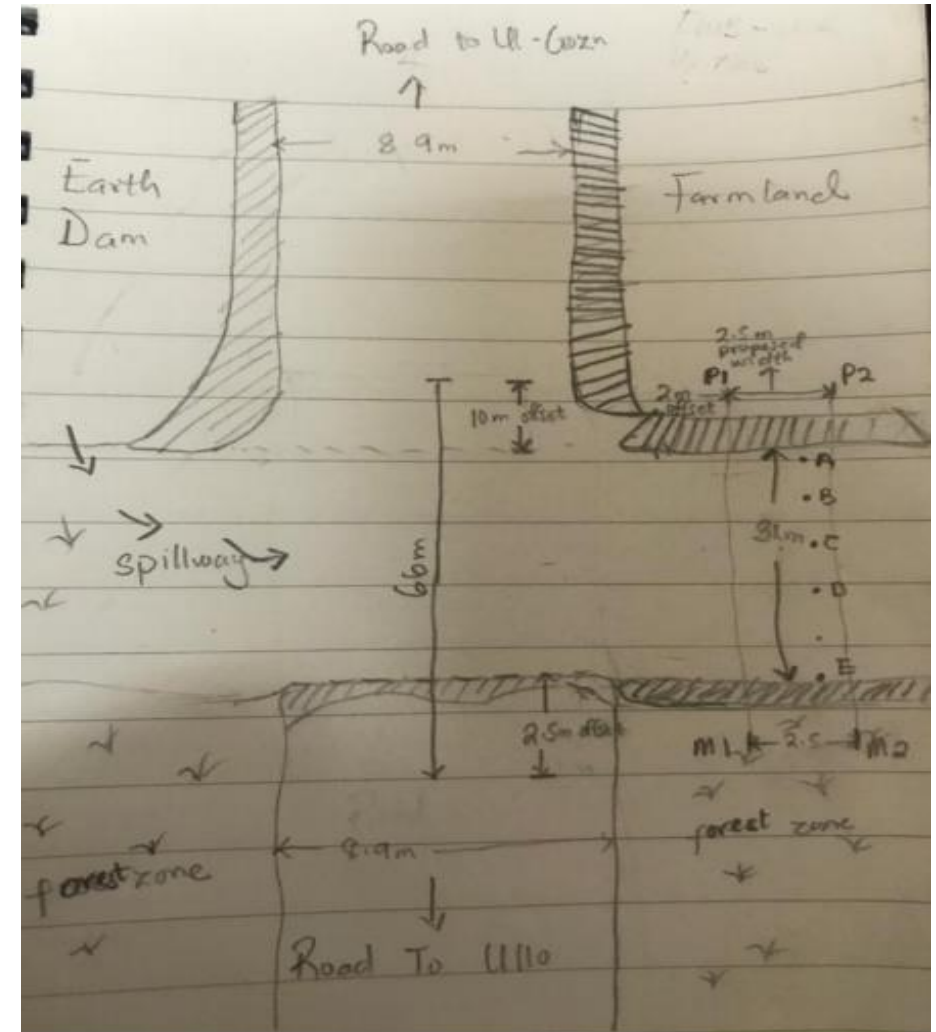 Road to Ul-Gozn
8.9m
Earth
Dam
Farmland
2.5m
proposed
width
P1
P2
2m
offset
10m offset
A
B
C
D
E
spillway
66m
2.5m offset
M1
2.5
M2
forest zone
8.9m
forest zone
Road To Ullo